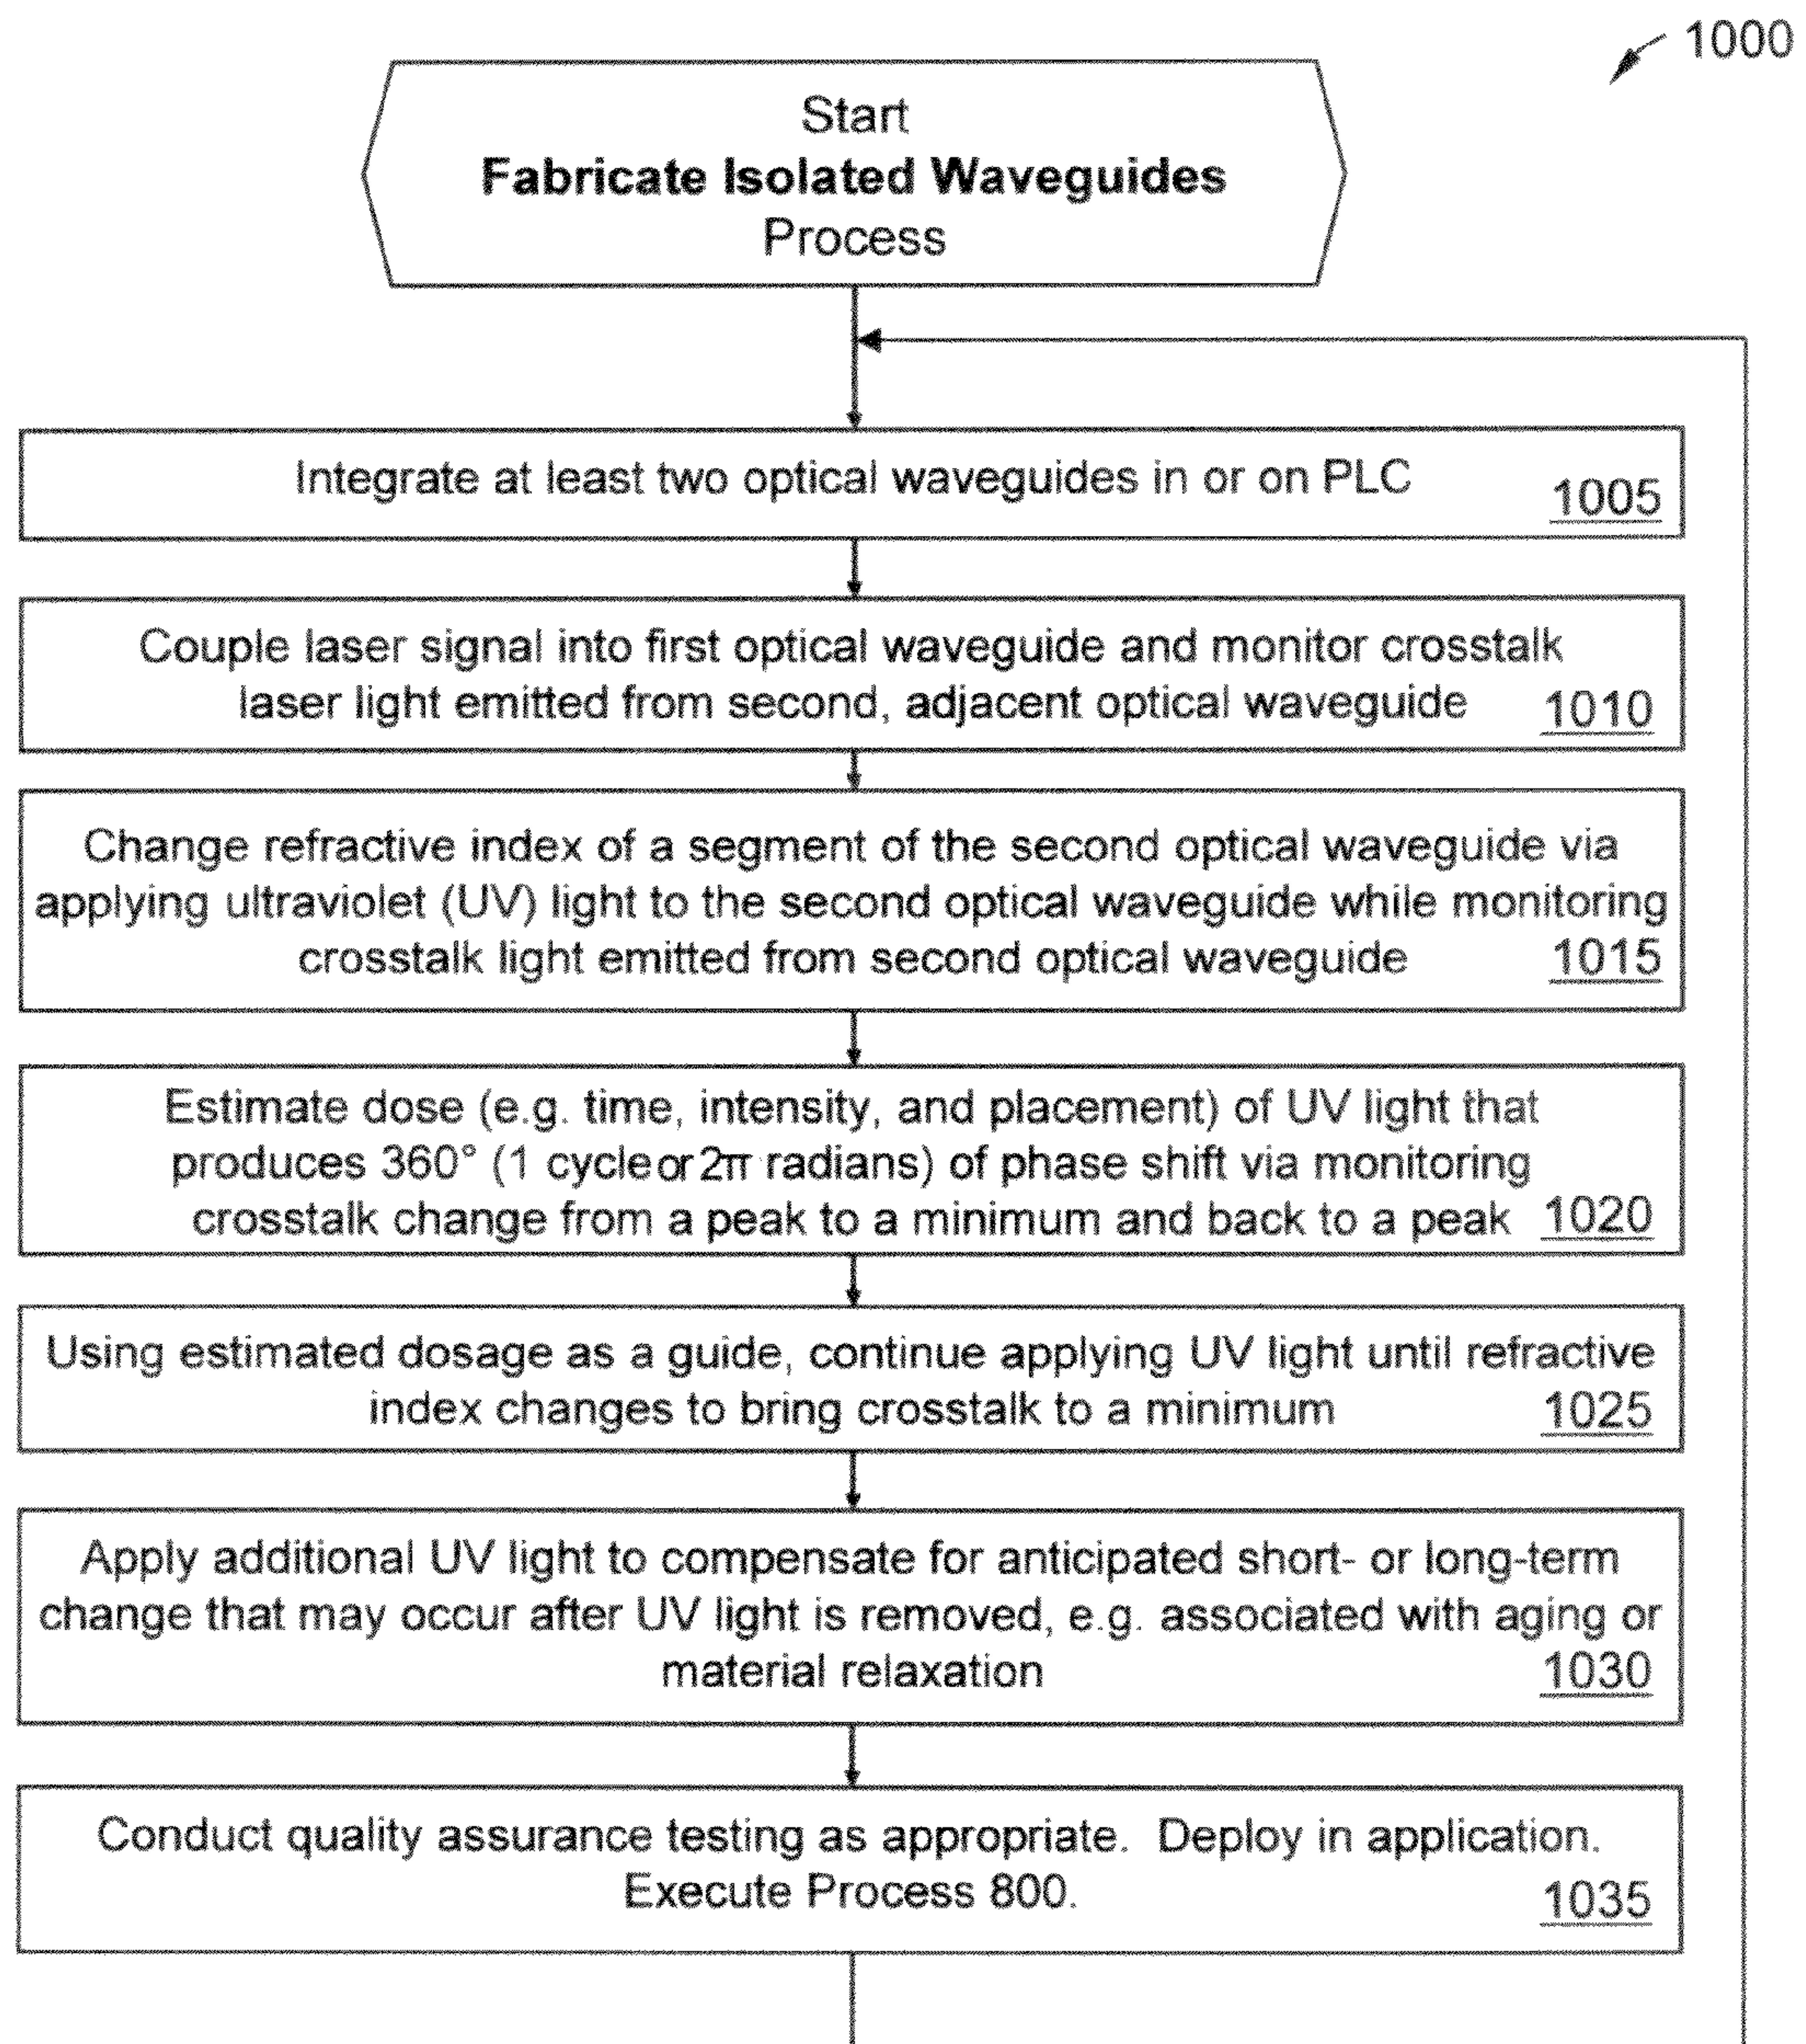 1000
Start
Fabricate Isolated Waveguides
Process
Integrate at least two optical waveguides in or on PLC
1005
Couple laser signal into first optical waveguide and monitor crosstalk
laser light emitted from second, adjacent optical waveguide
1010
Change refractive index of a segment of the second optical waveguide via
applying ultraviolet (UV) light to the second optical waveguide while monitoring
crosstalk light emitted from second optical waveguide
1015
Estimate dose (e.g. time, intensity, and placement) of UV light that
produces 360° (1 cycle or 2π radians) of phase shift via monitoring
crosstalk change from a peak to a minimum and back to a peak
1020
Using estimated dosage as a guide, continue applying UV light until refractive
index changes to bring crosstalk to a minimum
1025
Apply additional UV light to compensate for anticipated short- or long-term
change that may occur after UV light is removed, e.g. associated with aging or
material relaxation
1030
Conduct quality assurance testing as appropriate. Deploy in application.
Execute Process 800.
1035